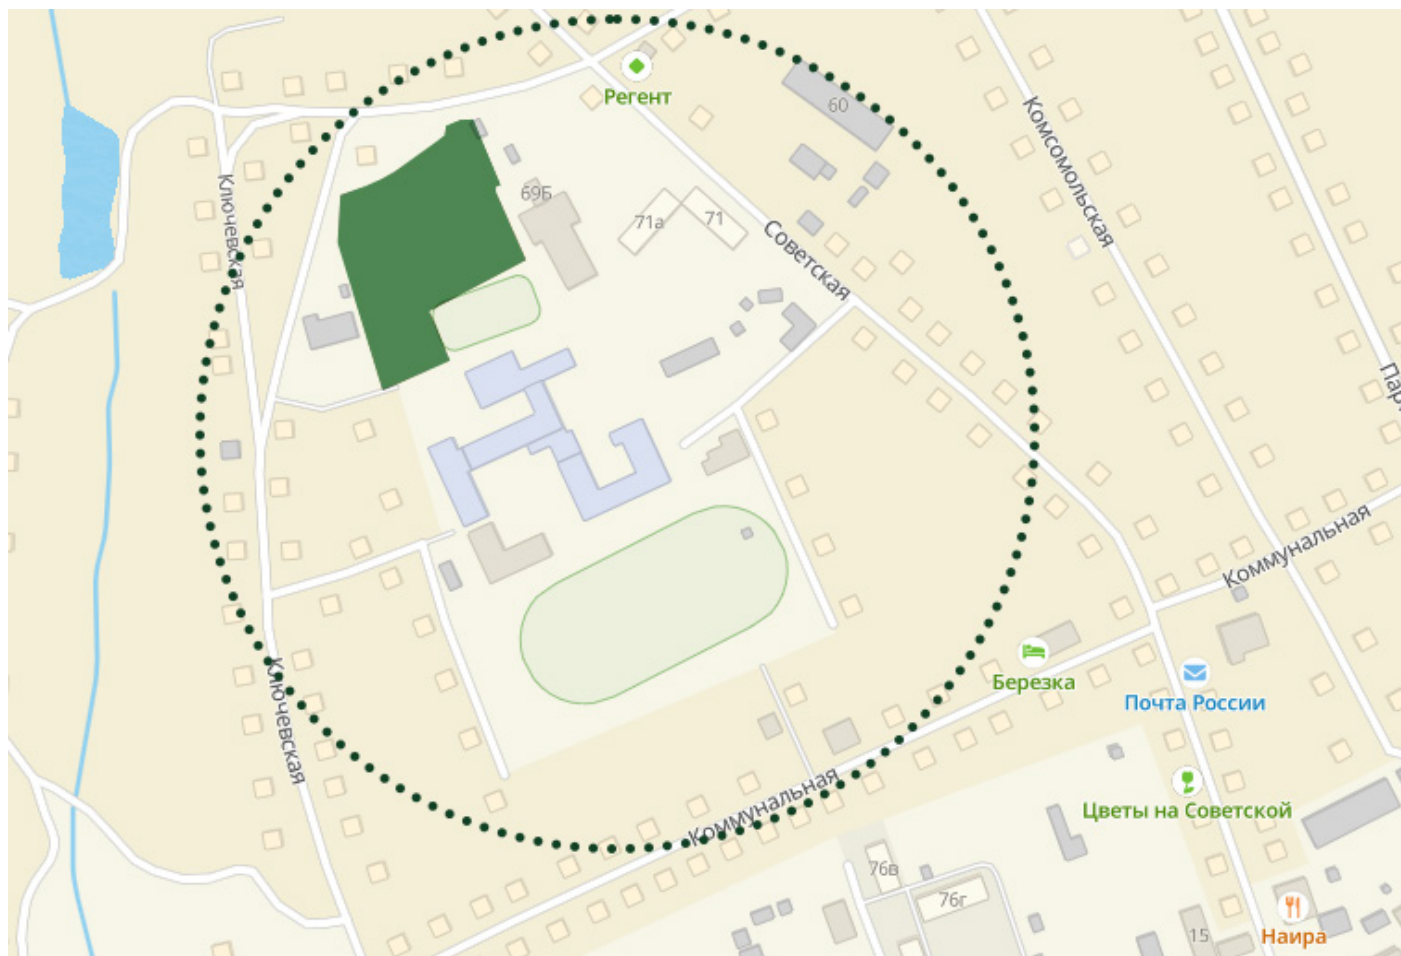 Регент
60
Комсомольская
Ключевская
69Б
71а
71
Советская
Коммунальная
Березка
Почта России
Ключевская
Цветы на Советской
Коммунальная
76в
76г
15
Наира